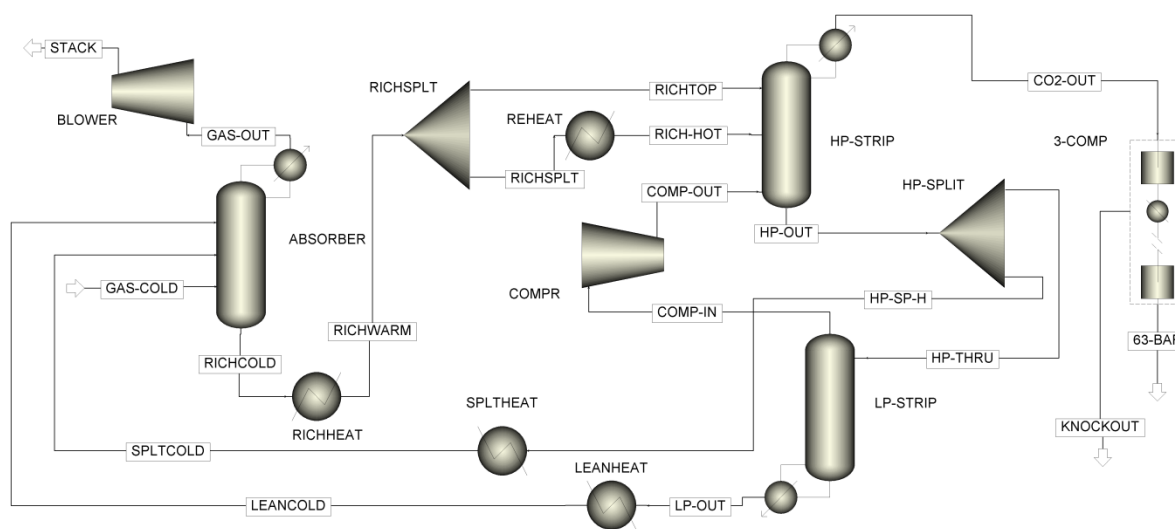 STACK
BLOWER
GAS-OUT
RICHSPLT
RICHTOP
REHEAT
RICH-HOT
RICHSPLT
COMP-OUT
HP-STRIP
CO2-OUT
3-COMP
HP-SPLIT
HP-OUT
ABSORBER
GAS-COLD
COMPR
HP-SP-H
COMP-IN
RICHWARM
RICHCOLD
HP-THRU
63-BAR
LP-STRIP
RICHHEAT
SPLTHEAT
KNOCKOUT
SPLTCOLD
LEANHEAT
LEANCOLD
LP-OUT